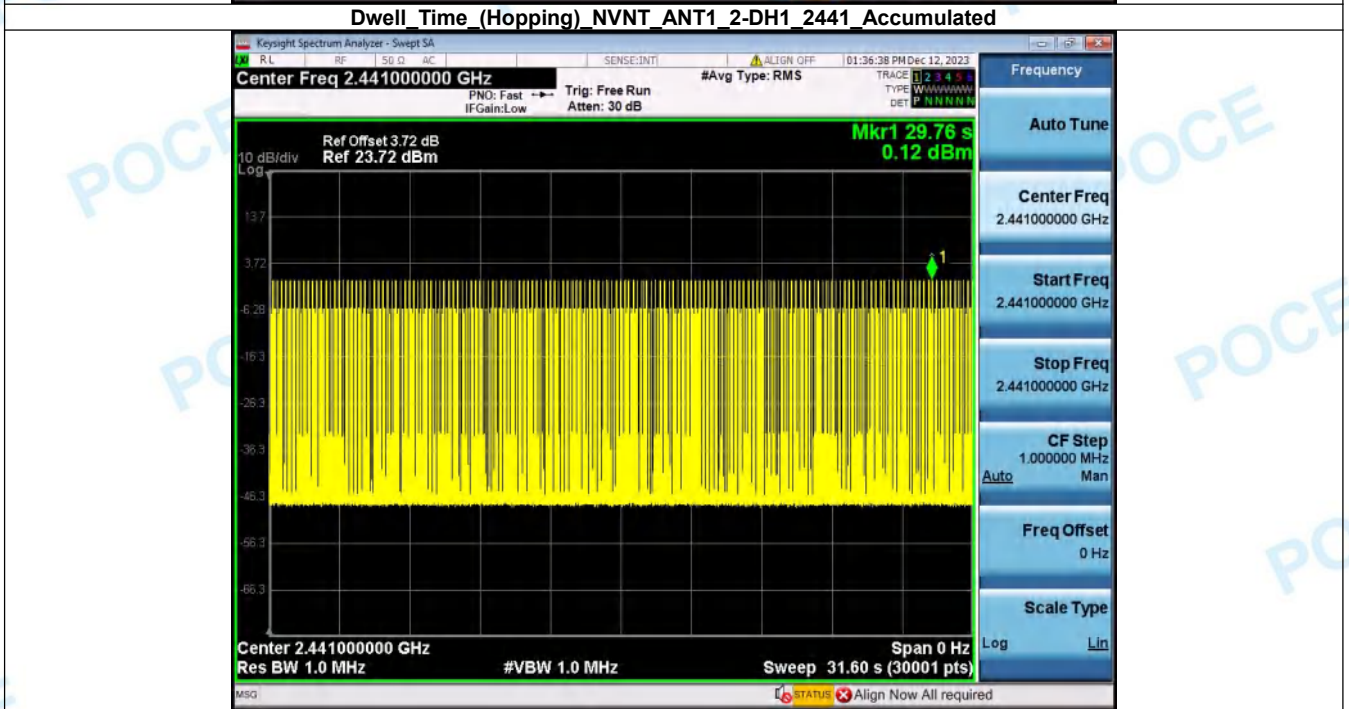 Dwell_Time_(Hopping)_NVNT_ANT1_2-DH1_2441_Accumulated
Keysight Spectrum Analyzer - Swept SA
RL RF 50 Ω AC SENSE:INT ALIGN OFF 01:36:38 PM Dec 12, 2023
Center Freq 2.441000000 GHz #Avg Type: RMS TRACE 1 2 3 4 5 6
PNO: Fast Trig: Free Run TYPE WWWWWW
IFGain:Low Atten: 30 dB DET P NNNNN
Frequency
Auto Tune
Ref Offset 3.72 dB Mkr1 29.76 s
10 dB/div Ref 23.72 dBm 0.12 dBm
Log
13.7
3.72
-6.28
-16.3
-26.3
-36.3
-46.3
-56.3
-66.3
1
Center Freq
2.441000000 GHz
Start Freq
2.441000000 GHz
Stop Freq
2.441000000 GHz
CF Step
1.000000 MHz
Auto Man
Freq Offset
0 Hz
Scale Type
Log Lin
Center 2.441000000 GHz Span 0 Hz
Res BW 1.0 MHz #VBW 1.0 MHz Sweep 31.60 s (30001 pts)
MSG STATUS Align Now All required
POCE
POCE
POCE